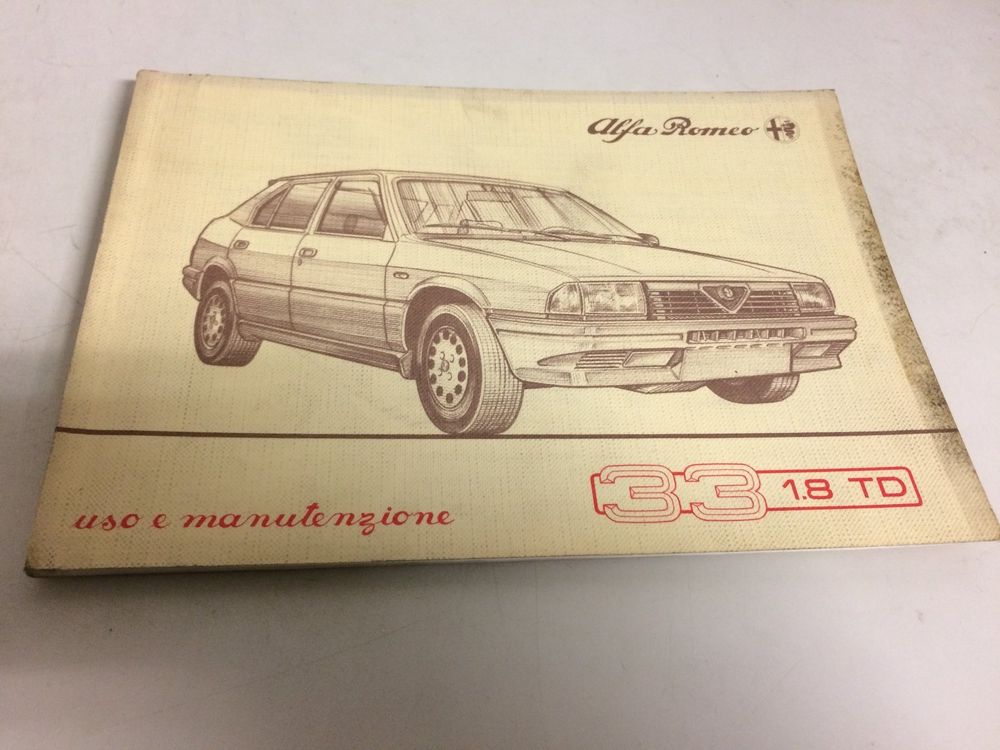 Alfa Romeo
33 1.8 TD
uso e manutenzione